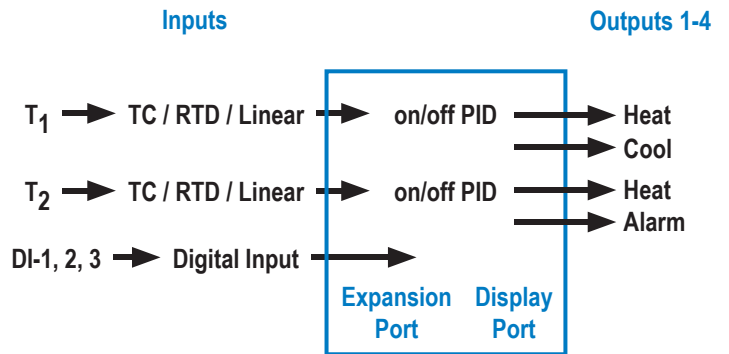 Inputs Outputs 1-4
T1 TC / RTD / Linear on/off PID Heat
Cool
T2 TC / RTD / Linear on/off PID Heat
Alarm
DI-1, 2, 3 Digital Input
Expansion Display
Port Port